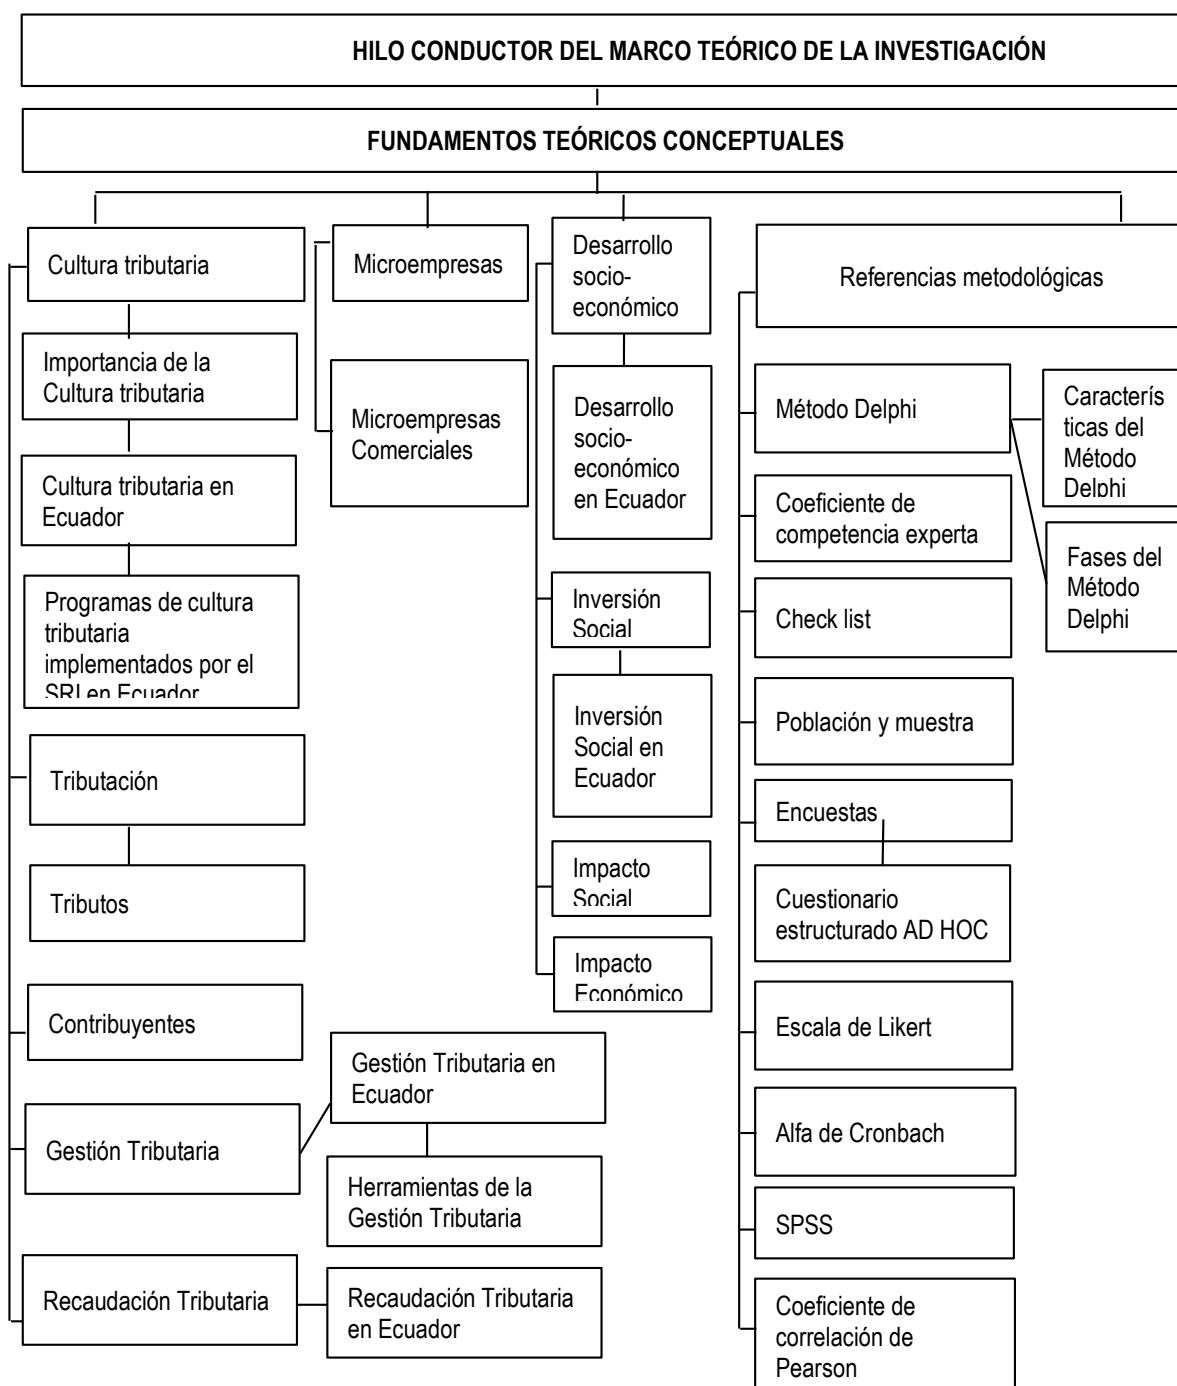 HILO CONDUCTOR DEL MARCO TEÓRICO DE LA INVESTIGACIÓN
FUNDAMENTOS TEÓRICOS CONCEPTUALES
Cultura tributaria
Importancia de la
Cultura tributaria
Cultura tributaria en
Ecuador
Programas de cultura
tributaria
implementados por el
SRI en Ecuador
Tributación
Tributos
Contribuyentes
Gestión Tributaria
Gestión Tributaria en
Ecuador
Herramientas de la
Gestión Tributaria
Recaudación Tributaria
Recaudación Tributaria
en Ecuador
Microempresas
Microempresas
Comerciales
Desarrollo
socio-
económico
Desarrollo
socio-
económico
en Ecuador
Inversión
Social
Inversión
Social en
Ecuador
Impacto
Social
Impacto
Económico
Referencias metodológicas
Método Delphi
Caracterís
ticas del
Método
Delphi
Fases del
Método
Delphi
Coeficiente de
competencia experta
Check list
Población y muestra
Encuestas
Cuestionario
estructurado AD HOC
Escala de Likert
Alfa de Cronbach
SPSS
Coeficiente de
correlación de
Pearson